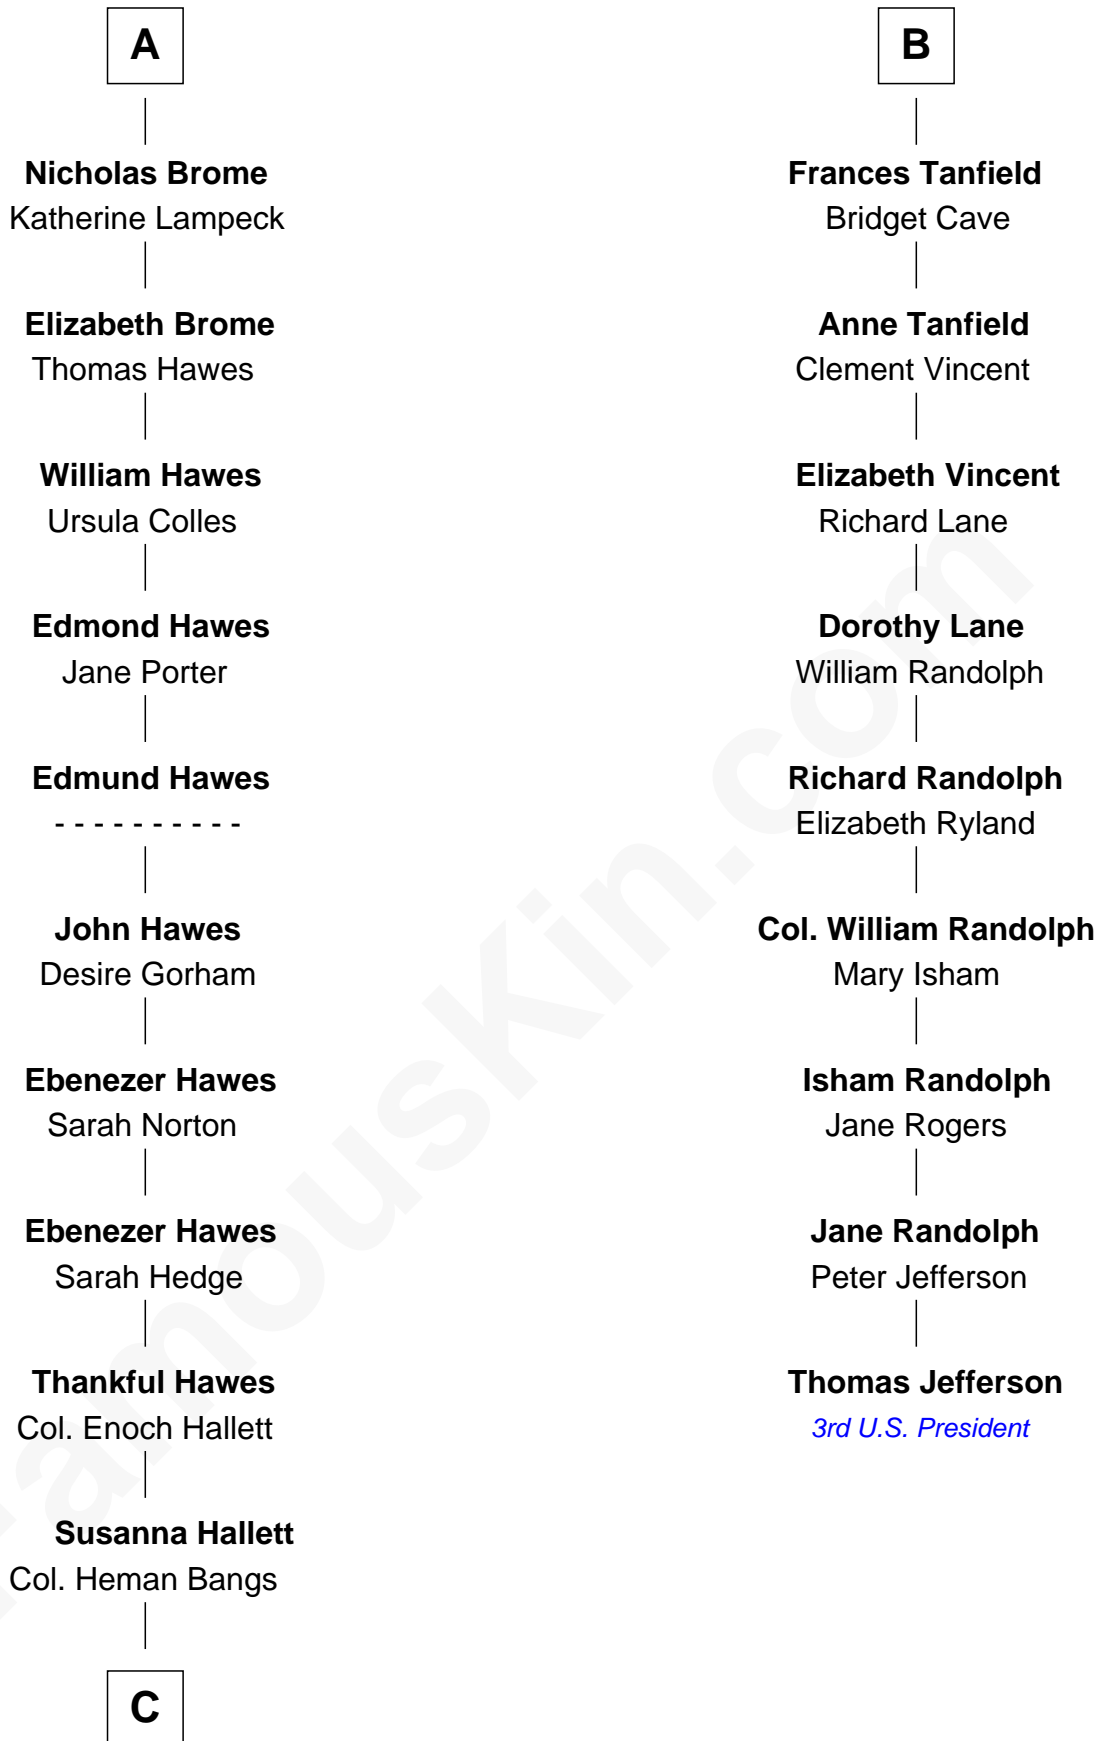 A
Nicholas Brome
Katherine Lampeck
Elizabeth Brome
Thomas Hawes
William Hawes
Ursula Colles
Edmond Hawes
Jane Porter
Edmund Hawes
- - - - - - - - - -
John Hawes
Desire Gorham
Ebenezer Hawes
Sarah Norton
Ebenezer Hawes
Sarah Hedge
Thankful Hawes
Col. Enoch Hallett
Susanna Hallett
Col. Heman Bangs
C
B
Frances Tanfield
Bridget Cave
Anne Tanfield
Clement Vincent
Elizabeth Vincent
Richard Lane
Dorothy Lane
William Randolph
Richard Randolph
Elizabeth Ryland
Col. William Randolph
Mary Isham
Isham Randolph
Jane Rogers
Jane Randolph
Peter Jefferson
Thomas Jefferson
3rd U.S. President
FamousKin.com